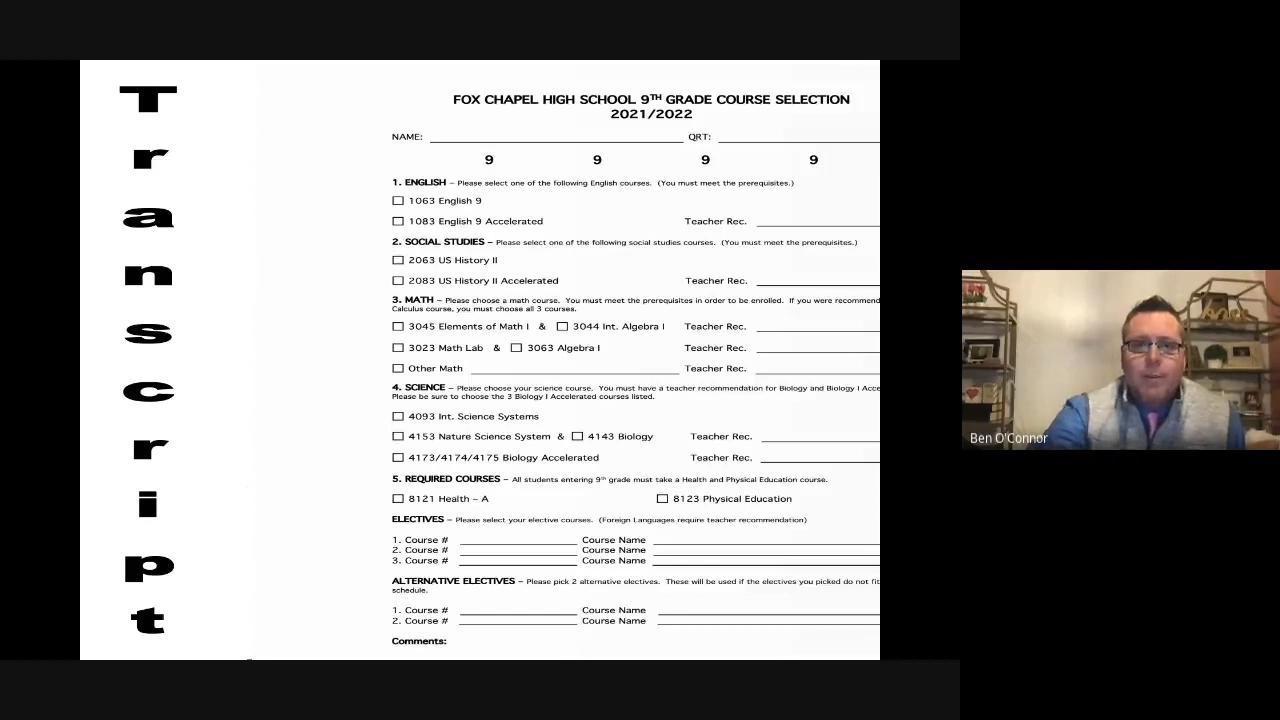 Transcript
FOX CHAPEL HIGH SCHOOL 9TH GRADE COURSE SELECTION
2021/2022
NAME: QRT:
9 9 9 9
1. ENGLISH – Please select one of the following English courses. (You must meet the prerequisites.)
1063 English 9
1083 English 9 Accelerated Teacher Rec.
2. SOCIAL STUDIES – Please select one of the following social studies courses. (You must meet the prerequisites.)
2063 US History II
2083 US History II Accelerated Teacher Rec.
3. MATH – Please choose a math course. You must meet the prerequisites in order to be enrolled. If you were recommend
Calculus course, you must choose all 3 courses.
3045 Elements of Math I & 3044 Int. Algebra I Teacher Rec.
3023 Math Lab & 3063 Algebra I Teacher Rec.
Other Math Teacher Rec.
4. SCIENCE – Please choose your science course. You must have a teacher recommendation for Biology and Biology I Acce
Please be sure to choose the 3 Biology I Accelerated courses listed.
4093 Int. Science Systems
4153 Nature Science System & 4143 Biology Teacher Rec.
4173/4174/4175 Biology Accelerated Teacher Rec.
5. REQUIRED COURSES – All students entering 9th grade must take a Health and Physical Education course.
8121 Health – A 8123 Physical Education
ELECTIVES – Please select your elective courses. (Foreign Languages require teacher recommendation)
1. Course # Course Name
2. Course # Course Name
3. Course # Course Name
ALTERNATIVE ELECTIVES – Please pick 2 alternative electives. These will be used if the electives you picked do not fit
schedule.
1. Course # Course Name
2. Course # Course Name
Comments:
Ben O'Connor